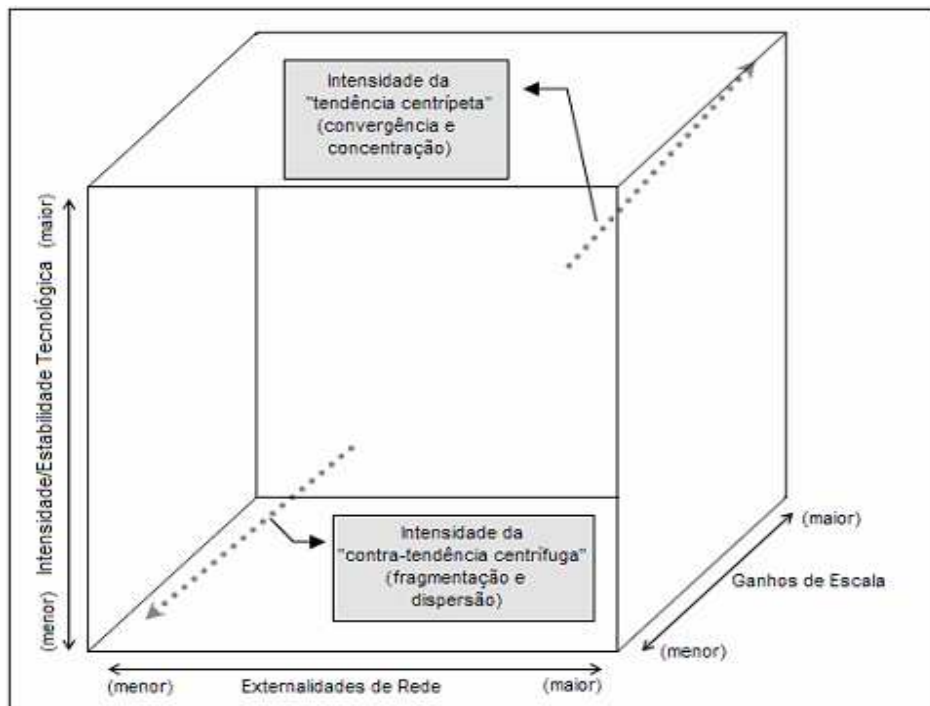 Intensidade da
"tendência centrípeta"
(convergência e
concentração)
(maior)
Intensidade/Estabilidade Tecnológica
(menor)
Intensidade da
"contra-tendência centrífuga"
(fragmentação e
dispersão)
(maior)
Ganhos de Escala
(menor)
(menor)
Externalidades de Rede
(maior)